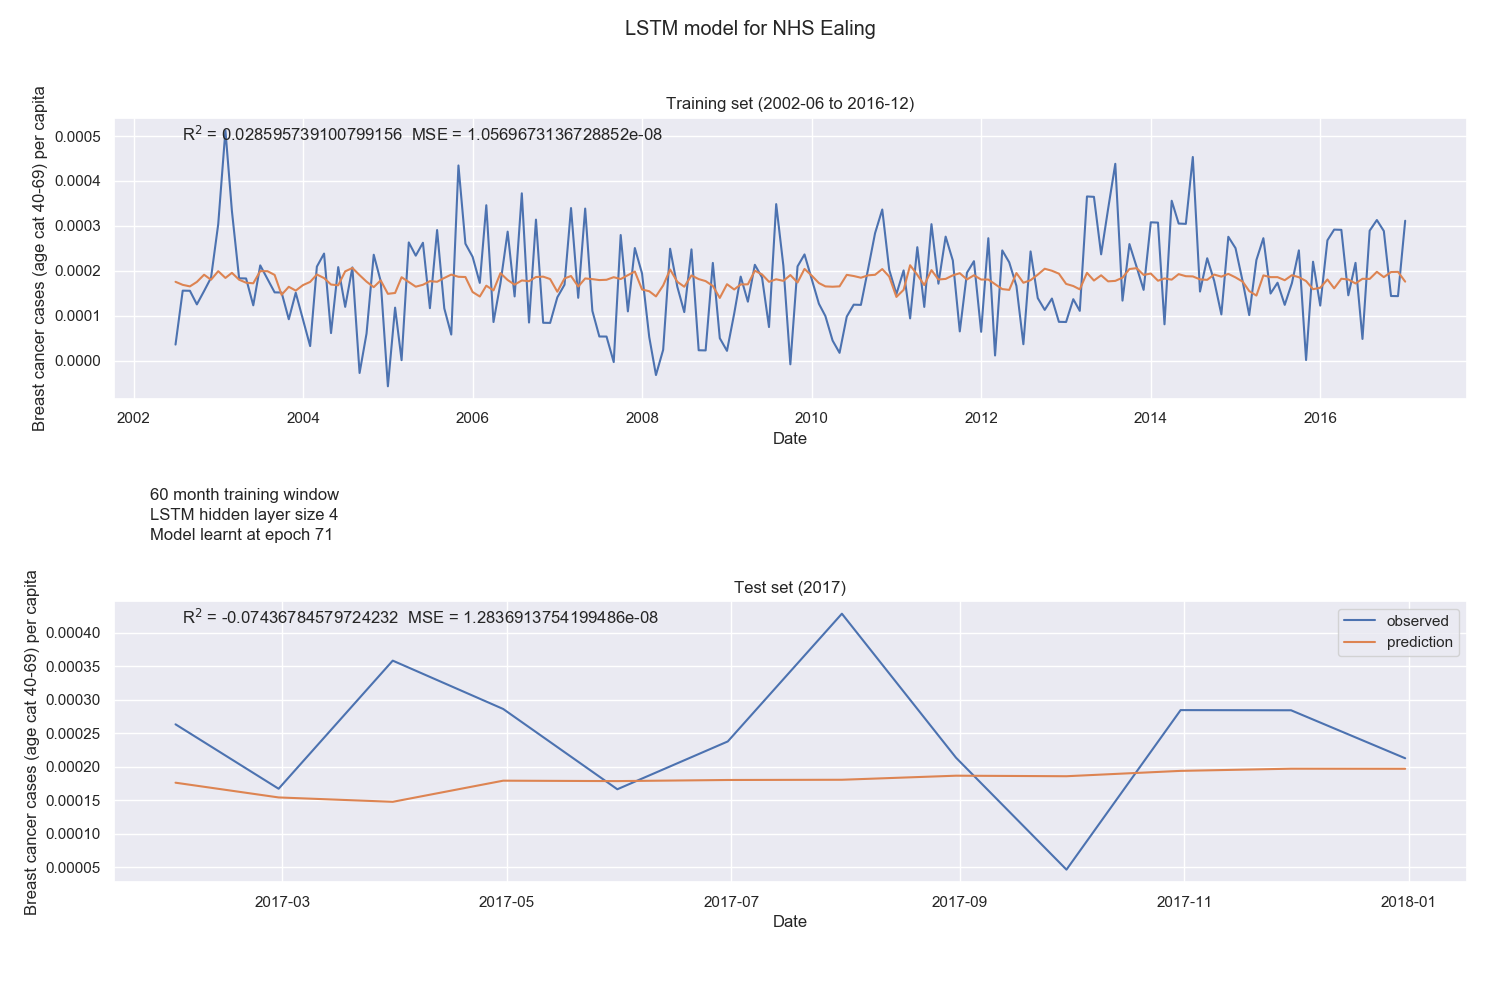 LSTM model for NHS Ealing
Training set (2002-06 to 2016-12)
R² = 0.028595739100799156  MSE = 1.0569673136728852e-08
Breast cancer cases (age cat 40-69) per capita
0.0005
0.0004
0.0003
0.0002
0.0001
0.0000
2002 2004 2006 2008 2010 2012 2014 2016
Date
60 month training window
LSTM hidden layer size 4
Model learnt at epoch 71
Test set (2017)
R² = -0.07436784579724232  MSE = 1.2836913754199486e-08
observed
prediction
Breast cancer cases (age cat 40-69) per capita
0.00040
0.00035
0.00030
0.00025
0.00020
0.00015
0.00010
0.00005
2017-03 2017-05 2017-07 2017-09 2017-11 2018-01
Date